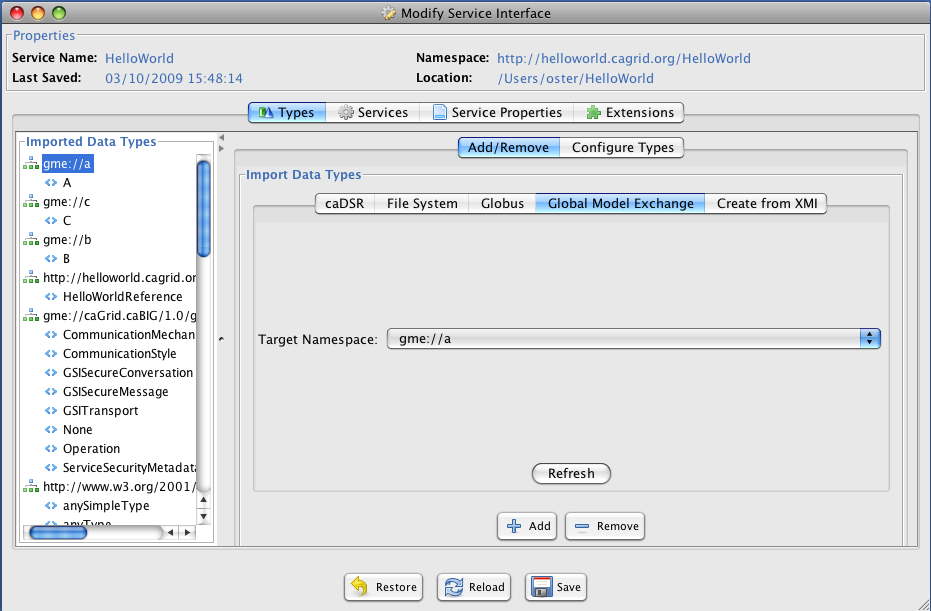 Modify Service Interface
Properties
Service Name: HelloWorld
Namespace: http://helloworld.cagrid.org/HelloWorld
Last Saved: 03/10/2009 15:48:14
Location: /Users/oster/HelloWorld
Types Services Service Properties Extensions
Imported Data Types
gme://a
A
gme://c
C
gme://b
B
http://helloworld.cagrid.or
HelloWorldReference
gme://caGrid.caBIG/1.0/g
CommunicationMechan
CommunicationStyle
GSISecureConversation
GSISecureMessage
GSITransport
None
Operation
ServiceSecurityMetadata
http://www.w3.org/2001/
anySimpleType
anyType
Add/Remove Configure Types
Import Data Types
caDSR File System Globus Global Model Exchange Create from XMI
Target Namespace: gme://a
Refresh
Add Remove
Restore Reload Save